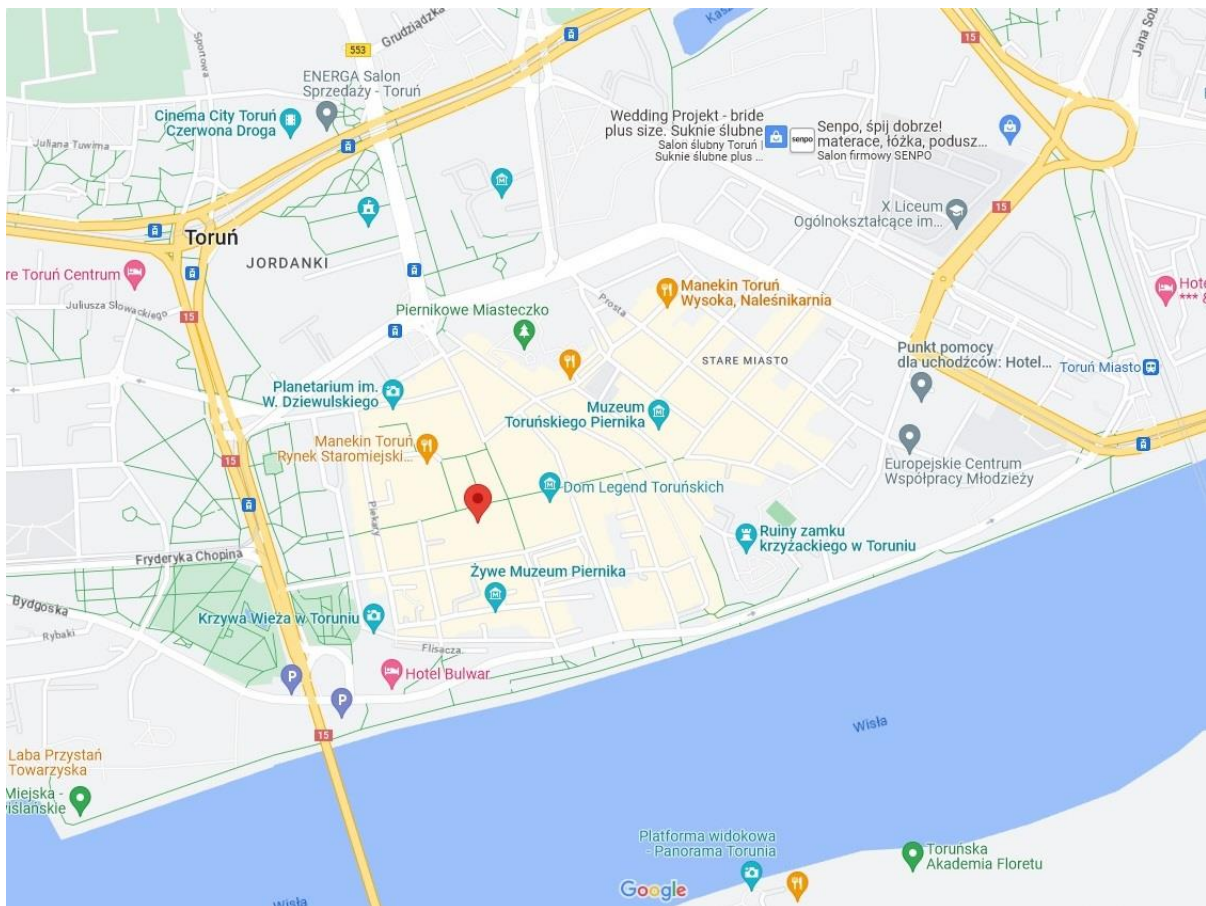 Sportowa
553
Grudziądzka
Kasz
15
Jana Sob
ENERGA Salon
Sprzedaży - Toruń
Cinema City Toruń
Czerwona Droga
Juliana Tuwima
Wedding Projekt - bride
plus size. Suknie ślubne
Salon ślubny Toruń |
Suknie ślubne plus ...
senpo
Senpo, śpij dobrze!
materace, łóżka, podusz...
Salon firmowy SENPO
X Liceum
Ogólnokształcące im...
15
Toruń
JORDANKI
re Toruń Centrum
Juliusza Słowackiego
15
Manekin Toruń
Wysoka, Naleśnikarnia
Prosta
Hote
*** &
Piernikowe Miasteczko
STARE MIASTO
Punkt pomocy
dla uchodźców: Hotel...
Toruń Miasto
Planetarium im.
W. Dziewulskiego
Muzeum
Toruńskiego Piernika
Manekin Toruń
Rynek Staromiejski...
15
Europejskie Centrum
Współpracy Młodzieży
Dom Legend Toruńskich
Piekary
Ruiny zamku
krzyżackiego w Toruniu
Fryderyka Chopina
Żywe Muzeum Piernika
Bydgoska
Rybaki
Krzywa Wieża w Toruniu
Flisacza
Hotel Bulwar
P
P
15
Wisła
Laba Przystań
Towarzyska
Miejska -
iślańskie
Platforma widokowa
- Panorama Torunia
Toruńska
Akademia Floretu
Google
Wisła
Wisła